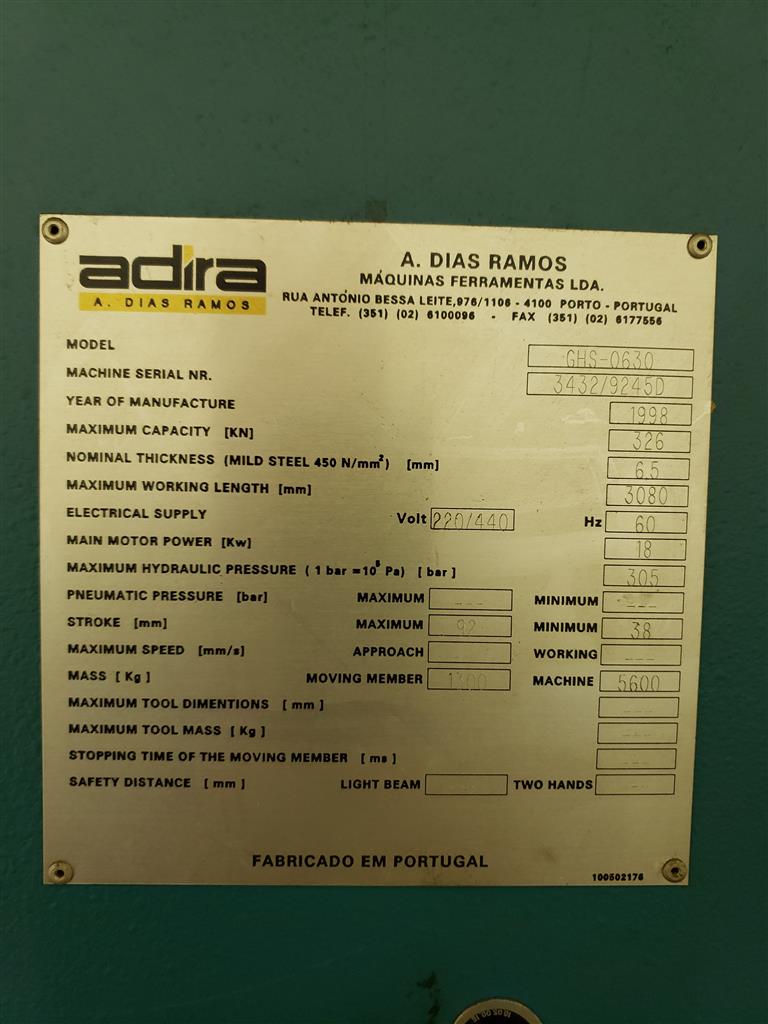 adira
A. DIAS RAMOS
A. DIAS RAMOS
MÁQUINAS FERRAMENTAS LDA.
RUA ANTÓNIO BESSA LEITE,976/1106 - 4100 PORTO - PORTUGAL
TELEF. (351) (02) 6100096 - FAX (351) (02) 6177556
MODEL GHS-0630
MACHINE SERIAL NR. 3432/9245D
YEAR OF MANUFACTURE 1998
MAXIMUM CAPACITY [KN] 326
NOMINAL THICKNESS (MILD STEEL 450 N/mm²) [mm] 6,5
MAXIMUM WORKING LENGTH [mm] 3080
ELECTRICAL SUPPLY Volt 220/440 Hz 60
MAIN MOTOR POWER [Kw] 18
MAXIMUM HYDRAULIC PRESSURE ( 1 bar =10⁵ Pa) [ bar ] 305
PNEUMATIC PRESSURE [bar] MAXIMUM --- MINIMUM ---
STROKE [mm] MAXIMUM 92 MINIMUM 38
MAXIMUM SPEED [mm/s] APPROACH --- WORKING ---
MASS [ Kg ] MOVING MEMBER 1300 MACHINE 5600
MAXIMUM TOOL DIMENTIONS [ mm ] ---
MAXIMUM TOOL MASS [ Kg ] ---
STOPPING TIME OF THE MOVING MEMBER [ ms ] ---
SAFETY DISTANCE [ mm ] LIGHT BEAM --- TWO HANDS ---
FABRICADO EM PORTUGAL
100502176